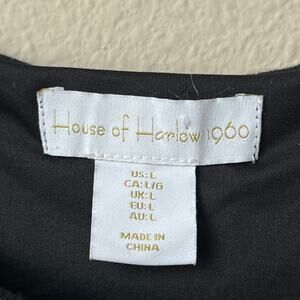 House of Harlow 1960
US: L
CA: L/G
UK: L
EU: L
AU: L
MADE IN
CHINA